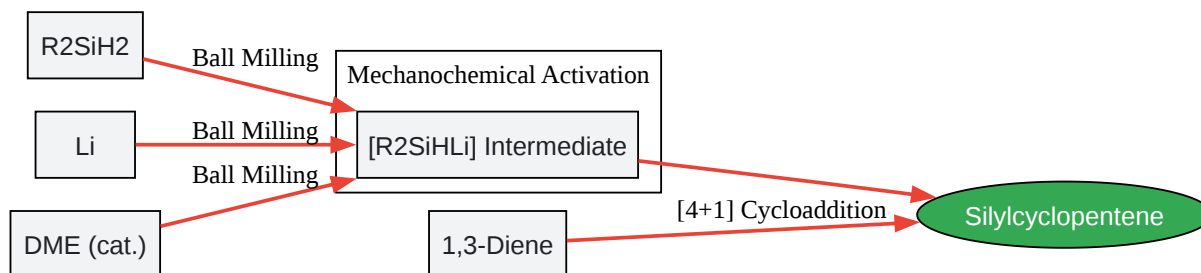 R2SiH2
Ball Milling
Mechanochemical Activation
Li
Ball Milling
[R2SiHLi] Intermediate
Ball Milling
DME (cat.)
1,3-Diene
[4+1] Cycloaddition
Silylcyclopentene